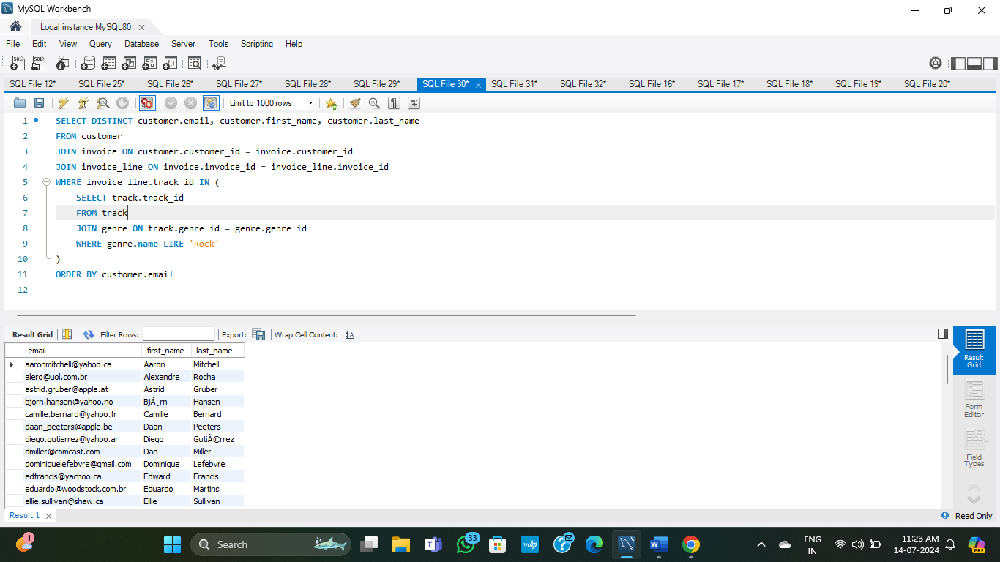 MySQL Workbench
Local instance MySQL80
File Edit View Query Database Server Tools Scripting Help
SQL File 12* SQL File 25* SQL File 26* SQL File 27* SQL File 28* SQL File 29* SQL File 30* SQL File 31* SQL File 32* SQL File 16* SQL File 17* SQL File 18* SQL File 19* SQL File 20*
Limit to 1000 rows
1 SELECT DISTINCT customer.email, customer.first_name, customer.last_name
2 FROM customer
3 JOIN invoice ON customer.customer_id = invoice.customer_id
4 JOIN invoice_line ON invoice.invoice_id = invoice_line.invoice_id
5 WHERE invoice_line.track_id IN (
6 SELECT track.track_id
7 FROM track
8 JOIN genre ON track.genre_id = genre.genre_id
9 WHERE genre.name LIKE 'Rock'
10 )
11 ORDER BY customer.email
12
Result Grid Filter Rows: Export: Wrap Cell Content:
email first_name last_name
aaronmitchell@yahoo.ca Aaron Mitchell
alero@uol.com.br Alexandre Rocha
astrid.gruber@apple.at Astrid Gruber
bjorn.hansen@yahoo.no BjÃ¸rn Hansen
camille.bernard@yahoo.fr Camille Bernard
daan_peeters@apple.be Daan Peeters
diego.gutierrez@yahoo.ar Diego GutiÃ©rrez
dmiller@comcast.com Dan Miller
dominiquelefebvre@gmail.com Dominique Lefebvre
edfrancis@yachoo.ca Edward Francis
eduardo@woodstock.com.br Eduardo Martins
ellie.sullivan@shaw.ca Ellie Sullivan
Result Grid
Form Editor
Field Types
Result 1
Read Only
1
Search
33
myhp
PRE
ENG
IN
11:23 AM
14-07-2024